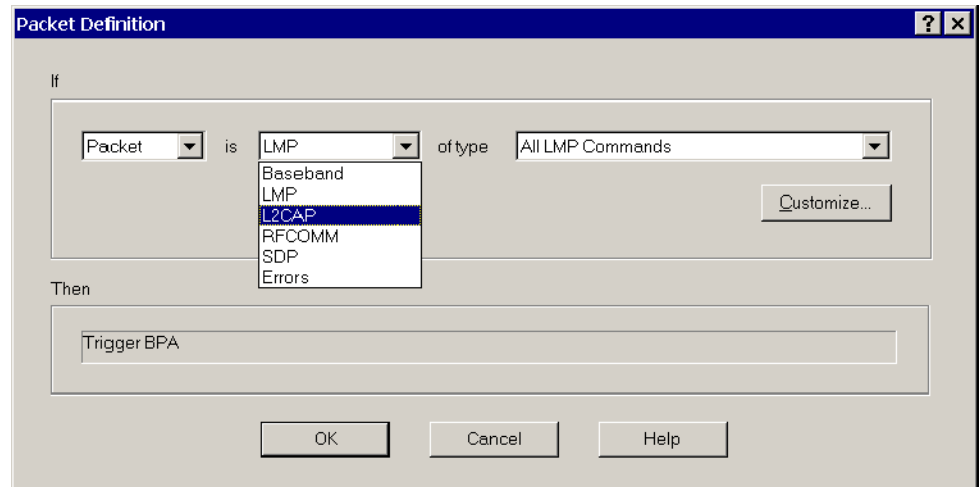 Packet Definition
If
Packet is LMP of type All LMP Commands
Baseband
LMP
L2CAP
RFCOMM
SDP
Errors
Customize...
Then
Trigger BPA
OK Cancel Help